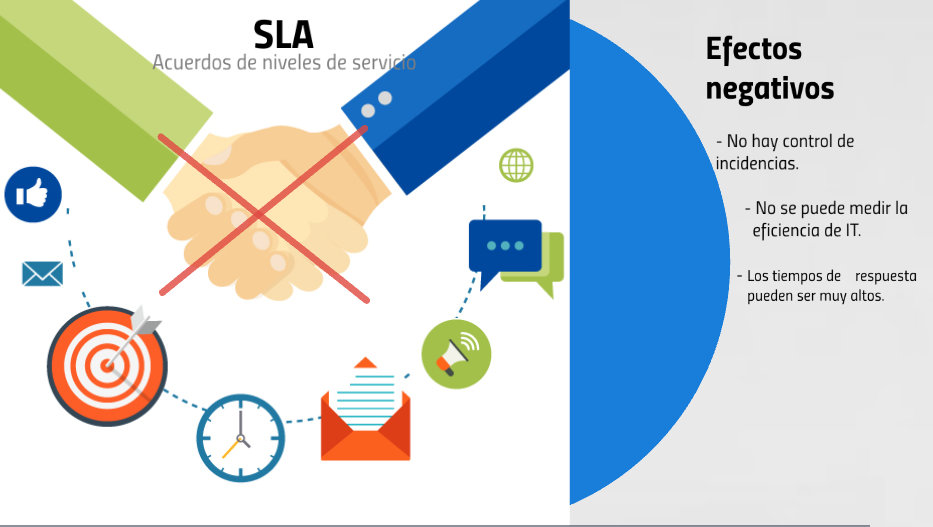 SLA
Acuerdos de niveles de servicio
Efectos
negativos
- No hay control de
incidencias.
- No se puede medir la
eficiencia de IT.
- Los tiempos de respuesta
pueden ser muy altos.